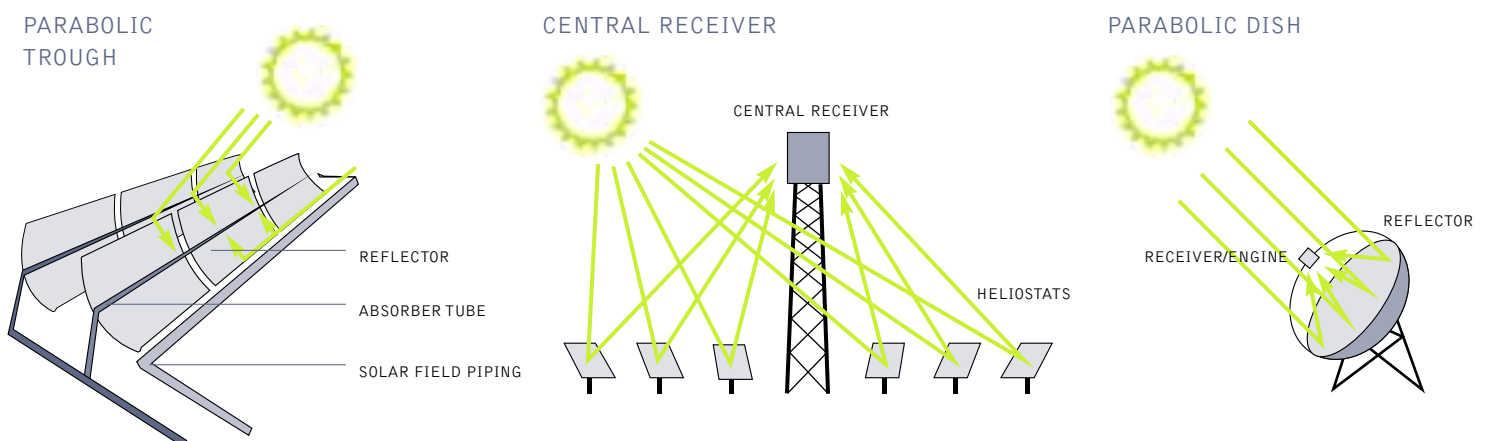 PARABOLIC
TROUGH
REFLECTOR
ABSORBER TUBE
SOLAR FIELD PIPING
CENTRAL RECEIVER
CENTRAL RECEIVER
HELIOSTATS
PARABOLIC DISH
REFLECTOR
RECEIVER/ENGINE